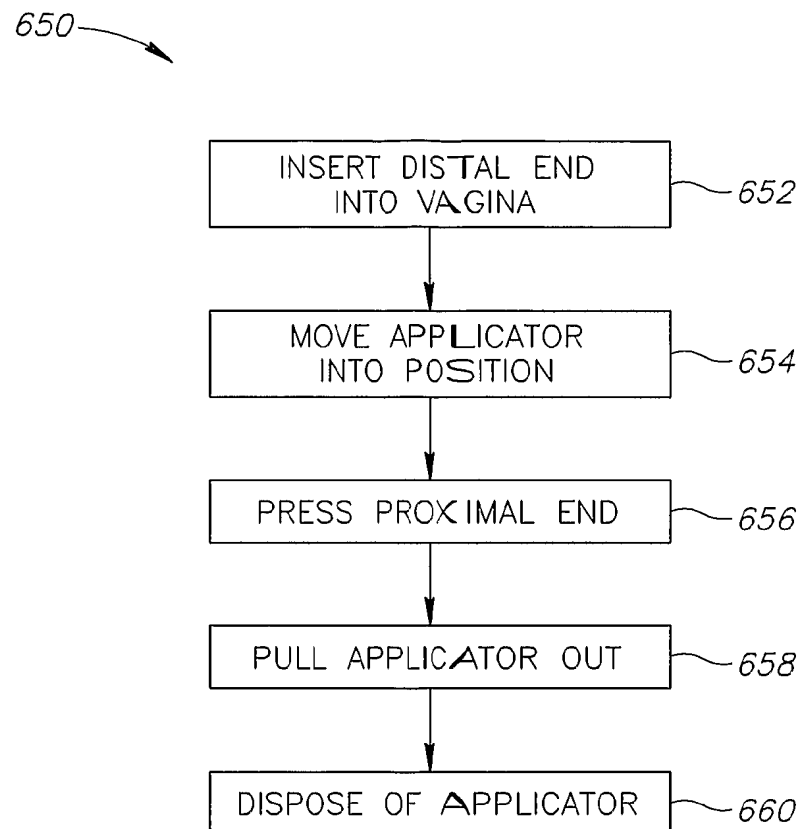 650
INSERT DISTAL END
INTO VAGINA
652
MOVE APPLICATOR
INTO POSITION
654
PRESS PROXIMAL END
656
PULL APPLICATOR OUT
658
DISPOSE OF APPLICATOR
660